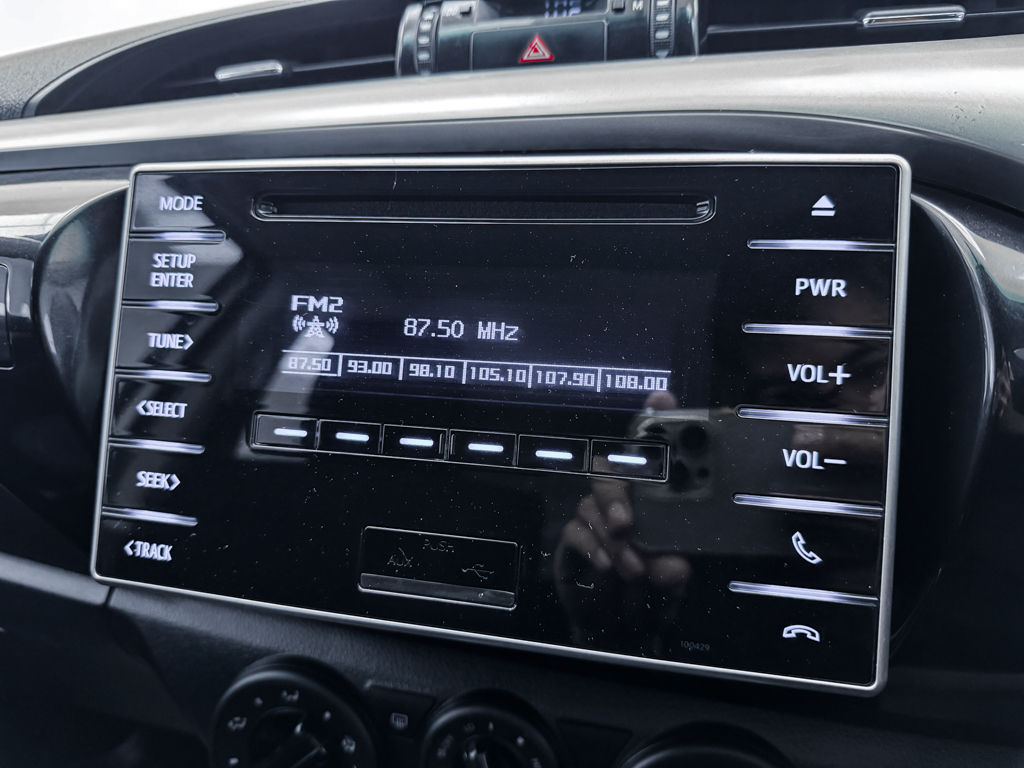 MODE
SETUP
ENTER
TUNE>
<SELECT
SEEK>
<TRACK
FM2
87.50 MHz
87.50 93.00 98.10 105.10 107.90 108.00
PUSH
AUX
PWR
VOL+
VOL−
100429